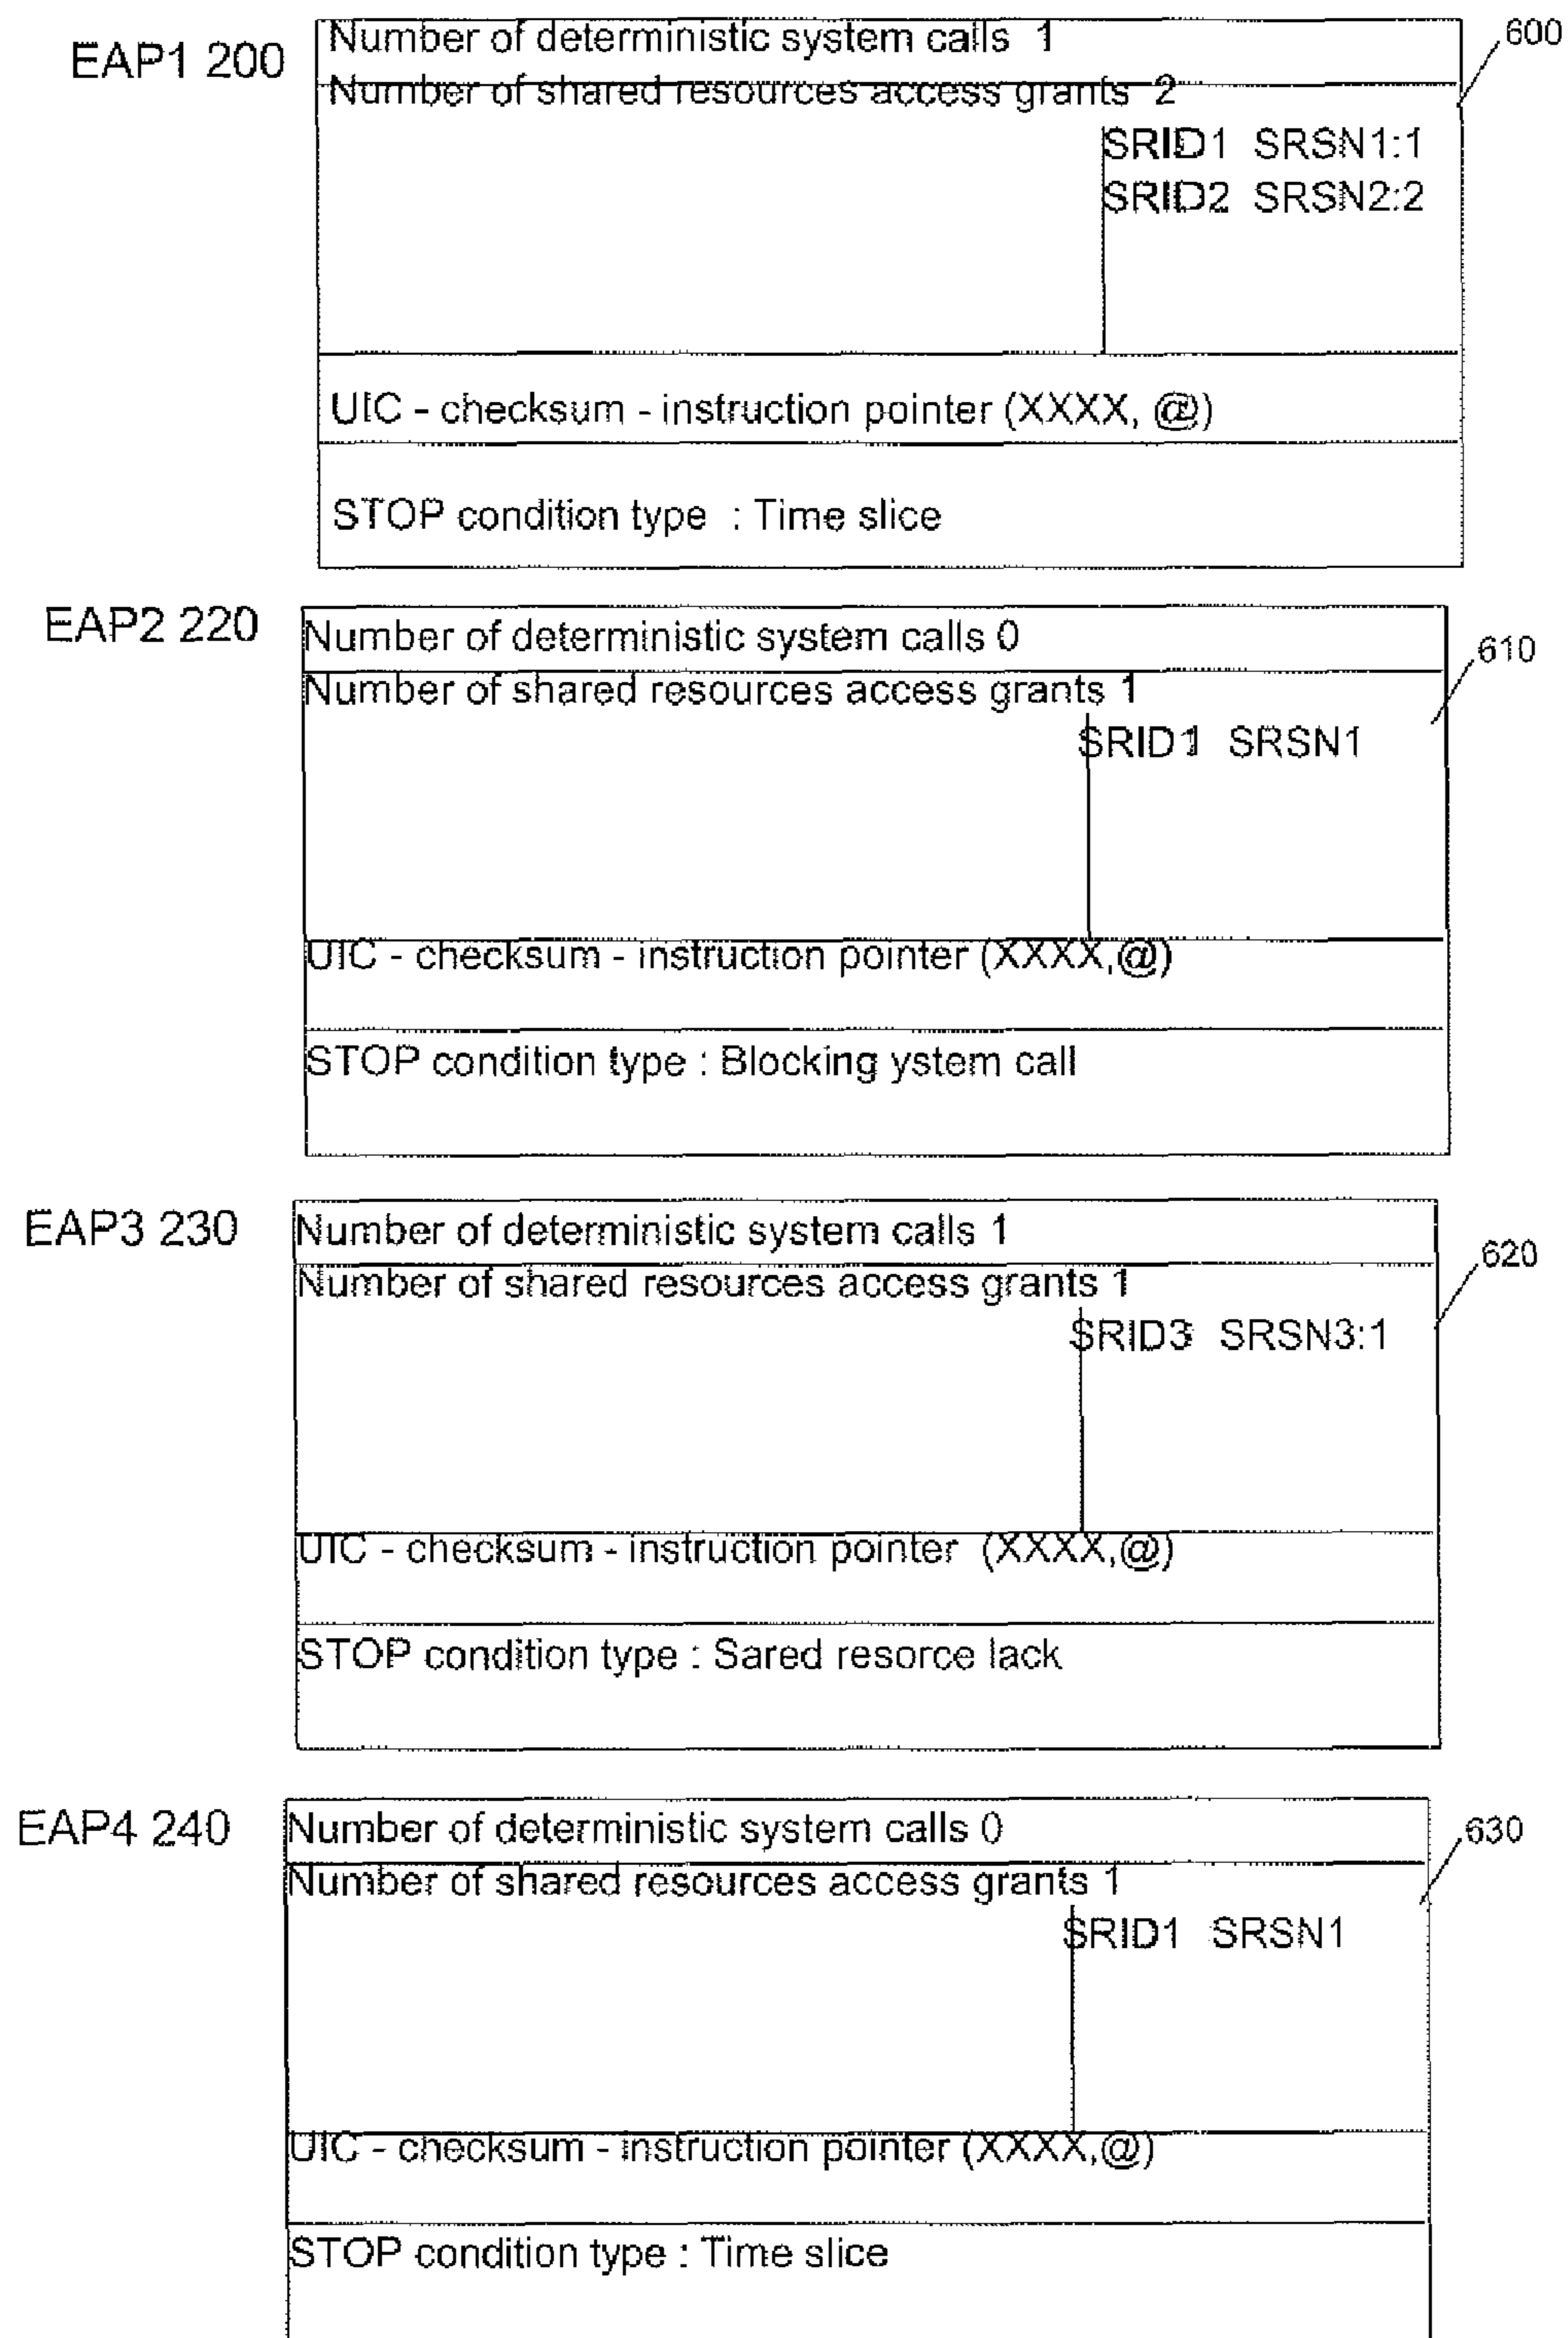 EAP1 200
Number of deterministic system calls 1
600
Number of shared resources access grants 2
SRID1 SRSN1:1
SRID2 SRSN2:2
UIC - checksum - instruction pointer (XXXX, @)
STOP condition type : Time slice
EAP2 220
Number of deterministic system calls 0
610
Number of shared resources access grants 1
SRID1 SRSN1
UIC - checksum - instruction pointer (XXXX,@)
STOP condition type : Blocking ystem call
EAP3 230
Number of deterministic system calls 1
620
Number of shared resources access grants 1
SRID3 SRSN3:1
UIC - checksum - instruction pointer (XXXX,@)
STOP condition type : Sared resorce lack
EAP4 240
Number of deterministic system calls 0
630
Number of shared resources access grants 1
SRID1 SRSN1
UIC - checksum - instruction pointer (XXXX,@)
STOP condition type : Time slice